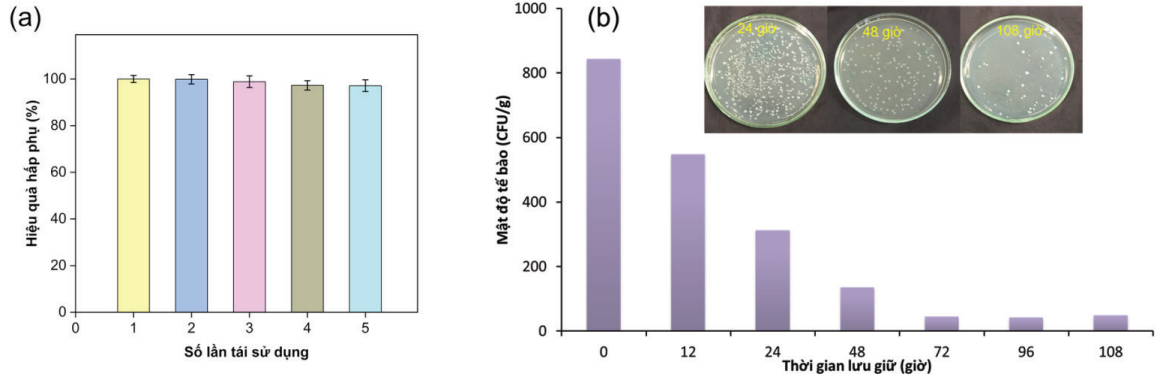 (a)
Hiệu quả hấp phụ (%)
100
80
60
40
20
0
0
1
2
3
4
5
Số lần tái sử dụng
(b)
Mật độ tế bào (CFU/g)
1000
800
600
400
200
0
24 giờ
48 giờ
108 giờ
0
12
24
48
72
96
108
Thời gian lưu giữ (giờ)